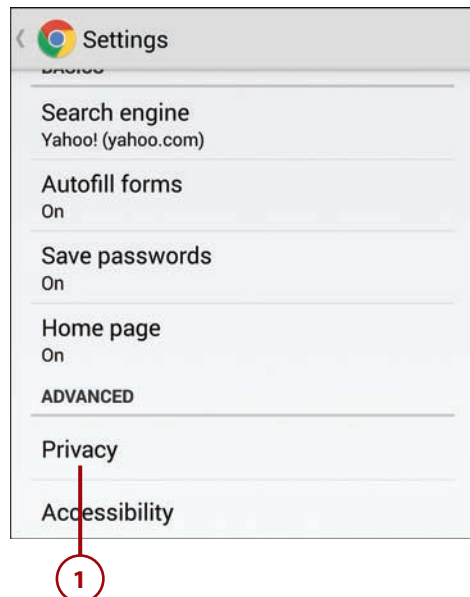 Settings
BASICS
Search engine
Yahoo! (yahoo.com)
Autofill forms
On
Save passwords
On
Home page
On
ADVANCED
Privacy
Accessibility
1